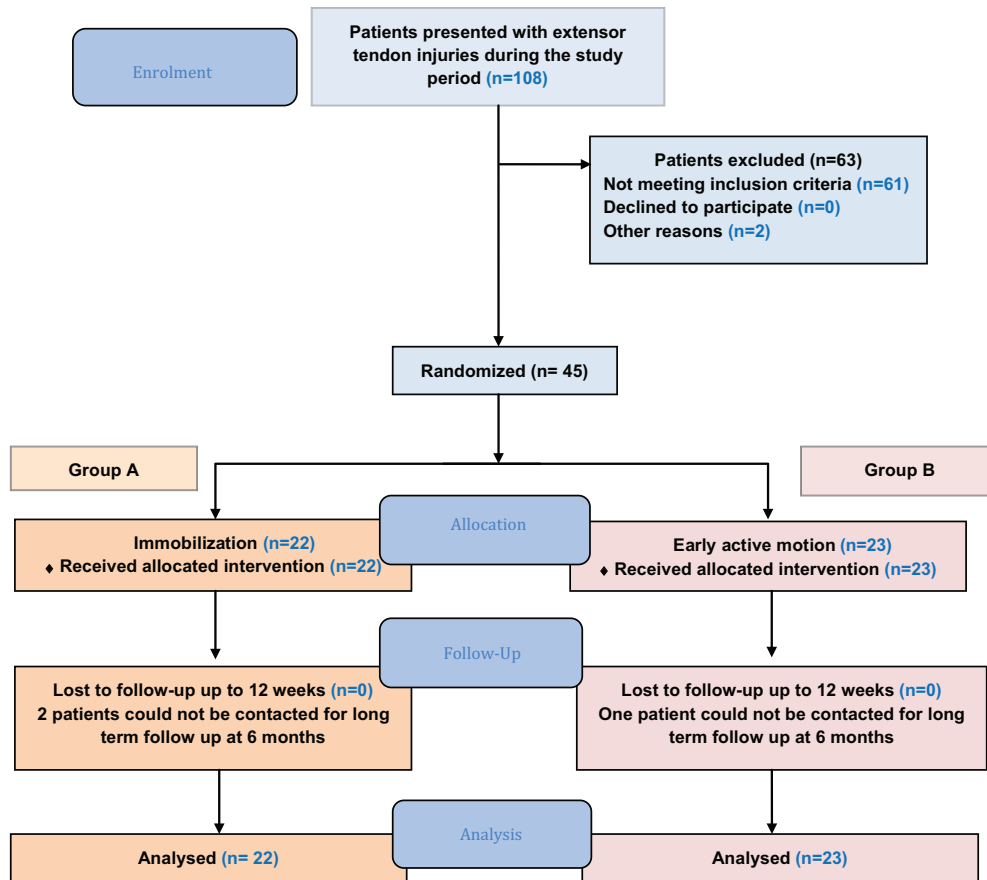 Enrolment
Patients presented with extensor
tendon injuries during the study
period (n=108)
Patients excluded (n=63)
Not meeting inclusion criteria (n=61)
Declined to participate (n=0)
Other reasons (n=2)
Randomized (n= 45)
Group A
Group B
Allocation
Immobilization (n=22)
♦ Received allocated intervention (n=22)
Early active motion (n=23)
♦ Received allocated intervention (n=23)
Follow-Up
Lost to follow-up up to 12 weeks (n=0)
2 patients could not be contacted for long
term follow up at 6 months
Lost to follow-up up to 12 weeks (n=0)
One patient could not be contacted for long
term follow up at 6 months
Analysis
Analysed (n= 22)
Analysed (n=23)